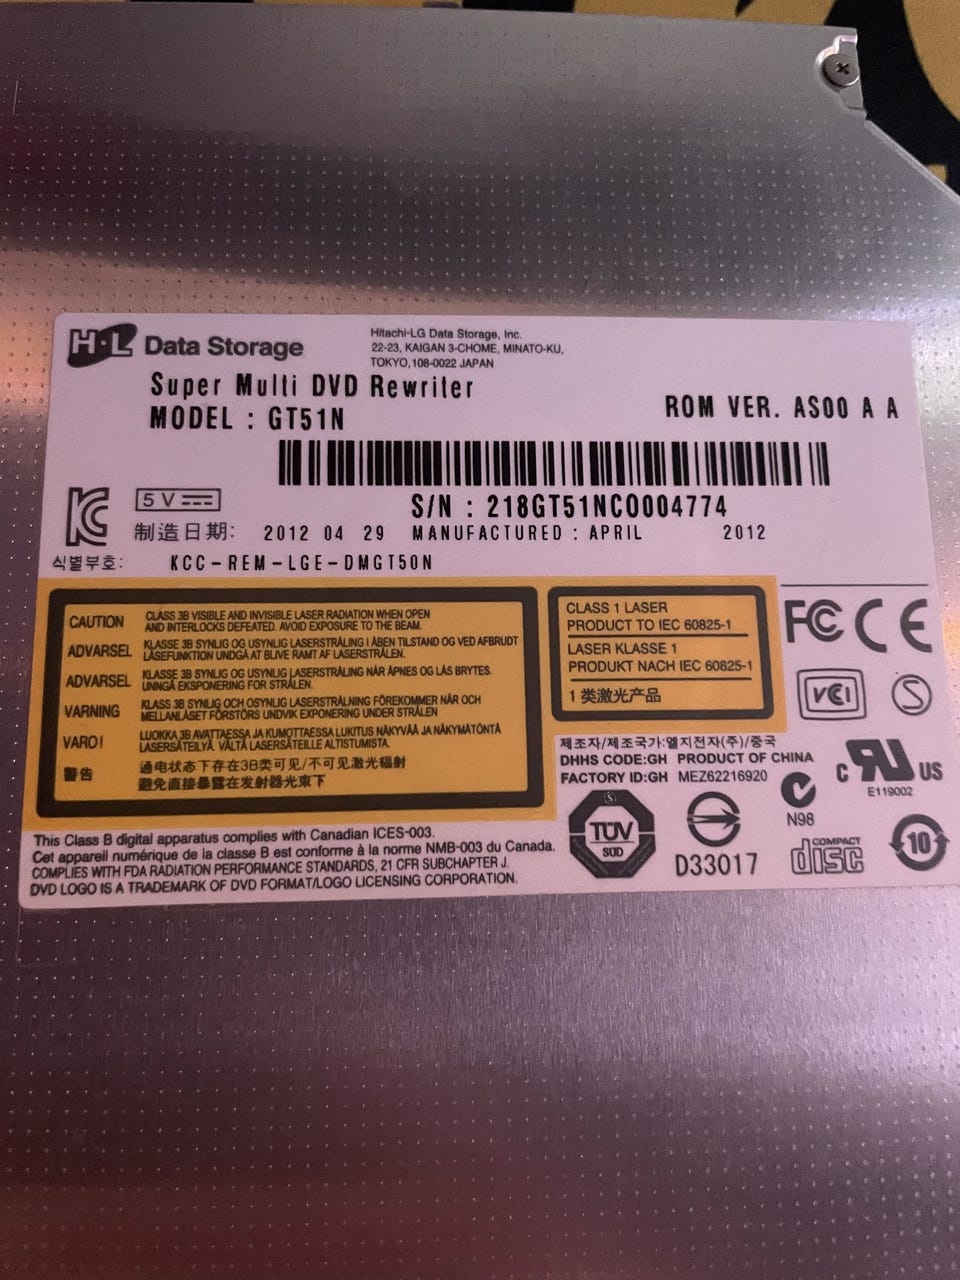 H·L Data Storage
Hitachi-LG Data Storage, Inc.
22-23, KAIGAN 3-CHOME, MINATO-KU,
TOKYO, 108-0022 JAPAN
Super Multi DVD Rewriter
MODEL : GT51N
ROM VER. AS00 A A
S/N : 218GT51NC0004774
5 V
制造日期: 2012 04 29 MANUFACTURED : APRIL 2012
식별부호: KCC-REM-LGE-DMGT50N
CAUTION CLASS 3B VISIBLE AND INVISIBLE LASER RADIATION WHEN OPEN
AND INTERLOCKS DEFEATED. AVOID EXPOSURE TO THE BEAM.
ADVARSEL KLASSE 3B SYNLIG OG USYNLIG LASERSTRÅLING I ÅBEN TILSTAND OG VED AFBRUDT
LÅSEFUNKTION UNDGÅ AT BLIVE RAMT AF LASERSTRÅLEN.
ADVARSEL KLASSE 3B SYNLIG OG USYNLIG LASERSTRÅLING NÅR ÅPNES OG LÅS BRYTES.
UNNGÅ EKSPONERING FOR STRÅLEN.
VARNING KLASS 3B SYNLIG OCH OSYNLIG LASERSTRÅLNING FÖREKOMMER NÄR OCH
MELLANLÅSET FÖRSTÖRS UNDVIK EXPONERING UNDER STRÅLEN
VARO! LUOKKA 3B AVATTAESSA JA KUMOTTAESSA LUKITUS NÄKYVÄÄ JA NÄKYMÄTÖNTÄ
LASERSÄTEILYÄ, VÄLTÄ LASERSÄTEILLE ALTISTUMISTA.
警告 通电状态下存在3B类可见/不可见激光辐射
避免直接暴露在发射器光束下
CLASS 1 LASER
PRODUCT TO IEC 60825-1
LASER KLASSE 1
PRODUKT NACH IEC 60825-1
1 类激光产品
FC CE
VCI S
제조자/제조국가:엘지전자(주)/중국
DHHS CODE:GH PRODUCT OF CHINA
FACTORY ID:GH MEZ62216920
c RU US
E119002
TÜV
SÜD
D33017
N98
COMPACT
disc
10
This Class B digital apparatus complies with Canadian ICES-003.
Cet appareil numérique de la classe B est conforme à la norme NMB-003 du Canada.
COMPLIES WITH FDA RADIATION PERFORMANCE STANDARDS, 21 CFR SUBCHAPTER J.
DVD LOGO IS A TRADEMARK OF DVD FORMAT/LOGO LICENSING CORPORATION.